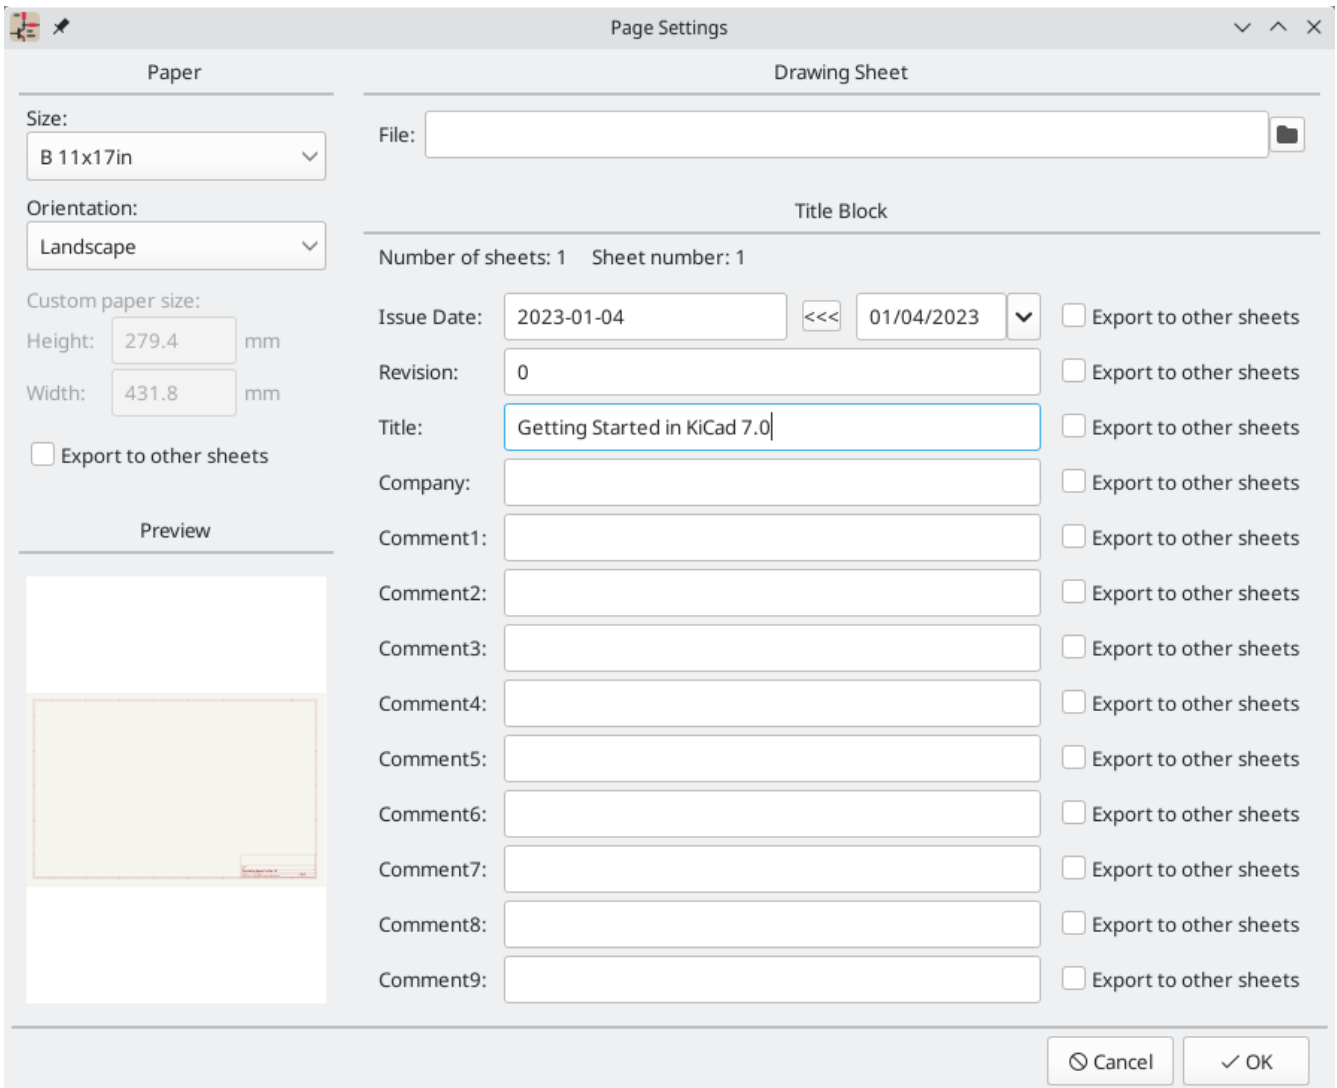 Page Settings
Paper
Size:
B 11x17in
Orientation:
Landscape
Custom paper size:
Height: 279.4 mm
Width: 431.8 mm
Export to other sheets
Preview
Drawing Sheet
File:
Title Block
Number of sheets: 1 Sheet number: 1
Issue Date: 2023-01-04 <<< 01/04/2023 Export to other sheets
Revision: 0 Export to other sheets
Title: Getting Started in KiCad 7.0 Export to other sheets
Company: Export to other sheets
Comment1: Export to other sheets
Comment2: Export to other sheets
Comment3: Export to other sheets
Comment4: Export to other sheets
Comment5: Export to other sheets
Comment6: Export to other sheets
Comment7: Export to other sheets
Comment8: Export to other sheets
Comment9: Export to other sheets
Cancel OK